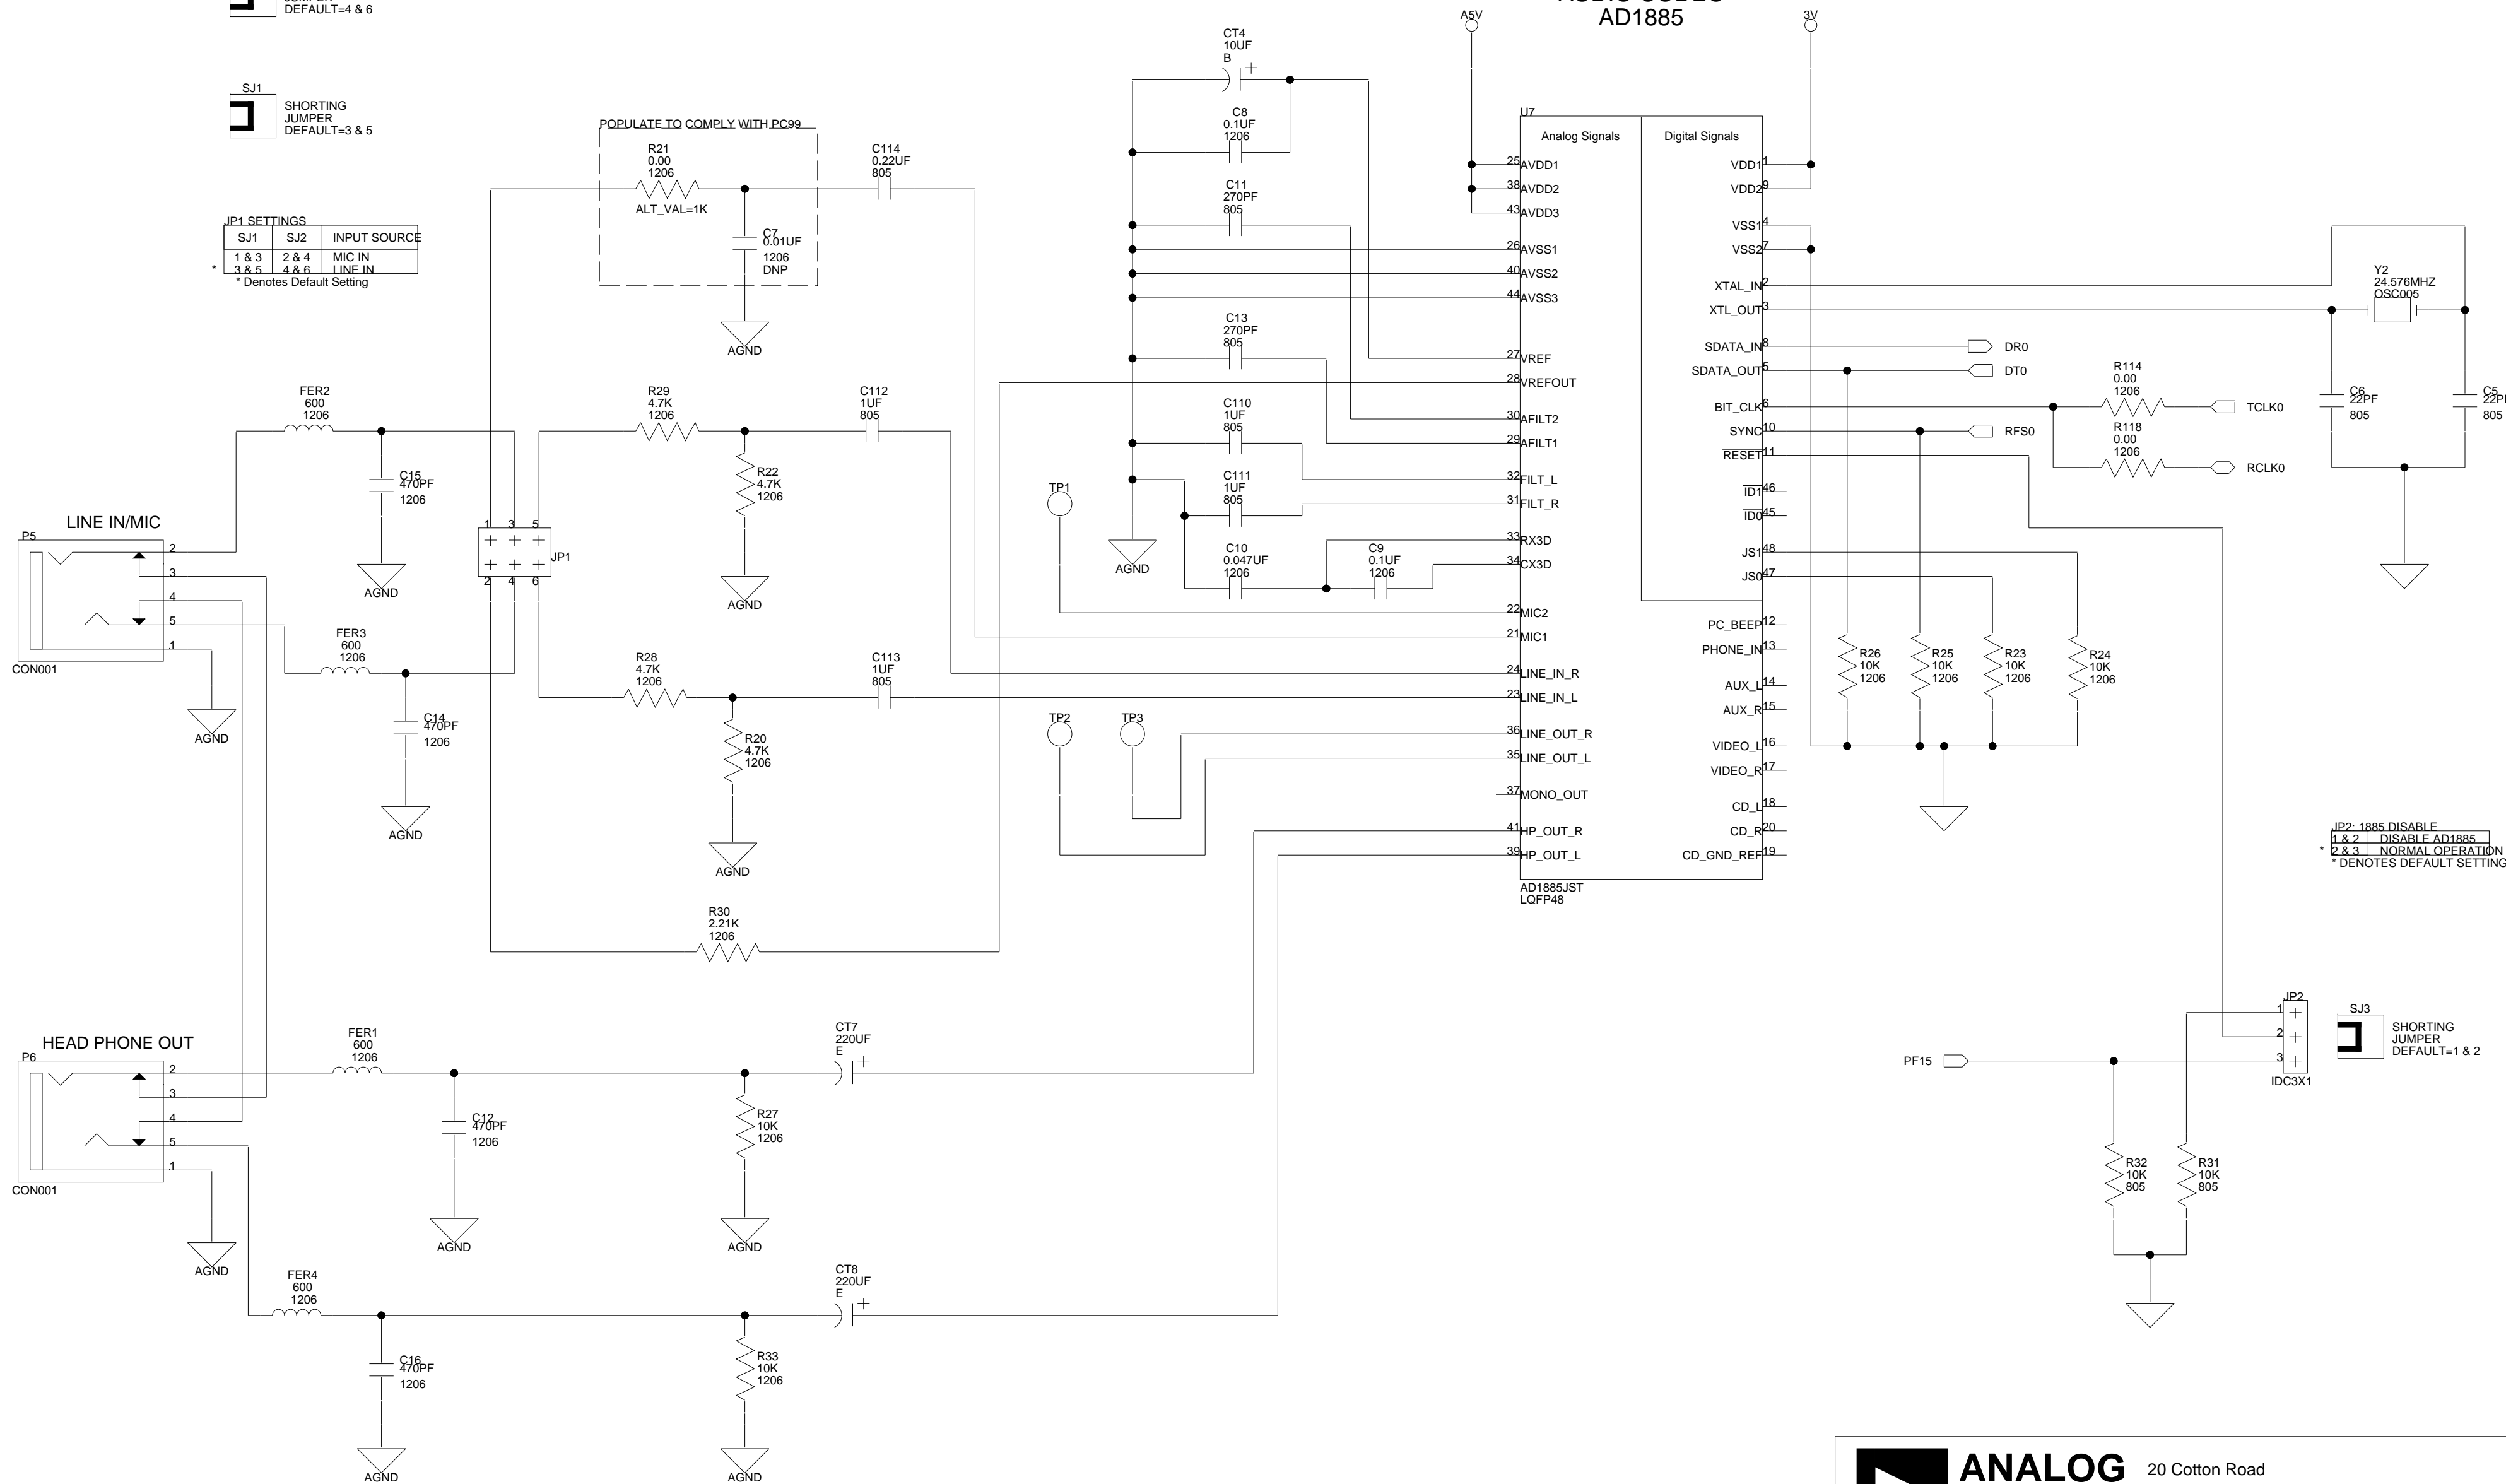 DEFAULT=4 & 6
AD1885
A5V
3V
CT4
10UF
B
SJ1
SHORTING
JUMPER
DEFAULT=3 & 5
C8
0.1UF
1206
U7
Analog Signals
Digital Signals
POPULATE TO COMPLY WITH PC99
R21
0.00
1206
ALT_VAL=1K
C114
0.22UF
805
C7
0.01UF
1206
DNP
AGND
C11
270PF
805
JP1 SETTINGS
SJ1 SJ2 INPUT SOURCE
1 & 3 2 & 4 MIC IN
* 3 & 5 4 & 6 LINE IN
* Denotes Default Setting
C13
270PF
805
25 AVDD1
38 AVDD2
43 AVDD3
26 AVSS1
40 AVSS2
44 AVSS3
27 VREF
28 VREFOUT
30 AFILT2
29 AFILT1
32 FILT_L
31 FILT_R
33 RX3D
34 CX3D
22 MIC2
21 MIC1
24 LINE_IN_R
23 LINE_IN_L
36 LINE_OUT_R
35 LINE_OUT_L
37 MONO_OUT
41 HP_OUT_R
39 HP_OUT_L
VDD1 1
VDD2 9
VSS1 4
VSS2 7
XTAL_IN 2
XTL_OUT 3
SDATA_IN 8
SDATA_OUT 5
BIT_CLK 6
SYNC 10
RESET 11
ID1 46
ID0 45
JS1 48
JS0 47
PC_BEEP 12
PHONE_IN 13
AUX_L 14
AUX_R 15
VIDEO_L 16
VIDEO_R 17
CD_L 18
CD_R 20
CD_GND_REF 19
AD1885JST
LQFP48
Y2
24.576MHZ
OSC005
DR0
DT0
R114
0.00
1206
TCLK0
R118
0.00
1206
RFS0
RCLK0
C6
22PF
805
C5
805
FER2
600
1206
R29
4.7K
1206
C112
1UF
805
C110
1UF
805
C15
470PF
1206
AGND
R22
4.7K
1206
AGND
C111
1UF
805
TP1
AGND
C10
0.047UF
1206
C9
0.1UF
1206
LINE IN/MIC
P5
2
3
4
5
1
CON001
AGND
1 3 5
JP1
2 4 6
FER3
600
1206
C14
470PF
1206
AGND
R28
4.7K
1206
C113
1UF
805
R20
4.7K
1206
AGND
TP2
TP3
R26
10K
1206
R25
10K
1206
R23
10K
1206
R24
10K
1206
JP2: 1885 DISABLE
1 & 2 DISABLE AD1885
* 2 & 3 NORMAL OPERATION
* DENOTES DEFAULT SETTING
R30
2.21K
1206
HEAD PHONE OUT
P6
2
3
4
5
1
CON001
AGND
FER1
600
1206
CT7
220UF
E
C12
470PF
1206
AGND
R27
10K
1206
AGND
PF15
JP2
1
2
3
IDC3X1
SJ3
SHORTING
JUMPER
DEFAULT=1 & 2
R32
10K
805
R31
10K
805
FER4
600
1206
CT8
220UF
E
C16
470PF
1206
AGND
R33
10K
1206
AGND
ANALOG
20 Cotton Road